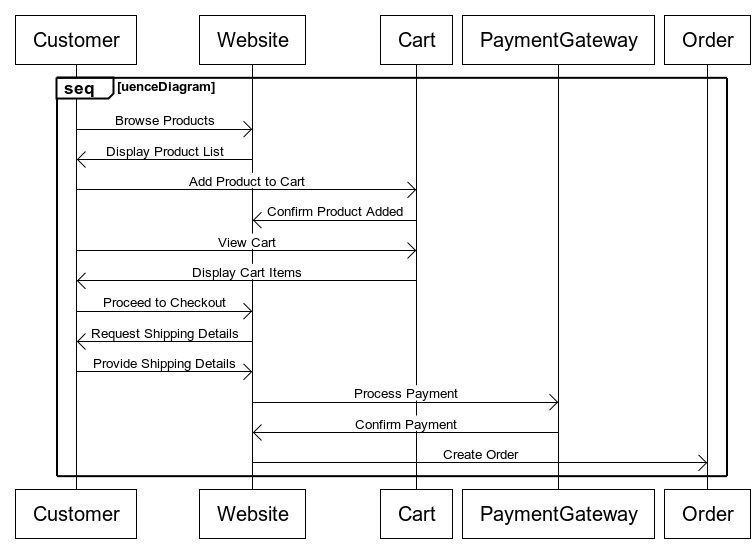 Customer Website Cart PaymentGateway Order
seq [uenceDiagram]
Browse Products
Display Product List
Add Product to Cart
Confirm Product Added
View Cart
Display Cart Items
Proceed to Checkout
Request Shipping Details
Provide Shipping Details
Process Payment
Confirm Payment
Create Order
Customer Website Cart PaymentGateway Order